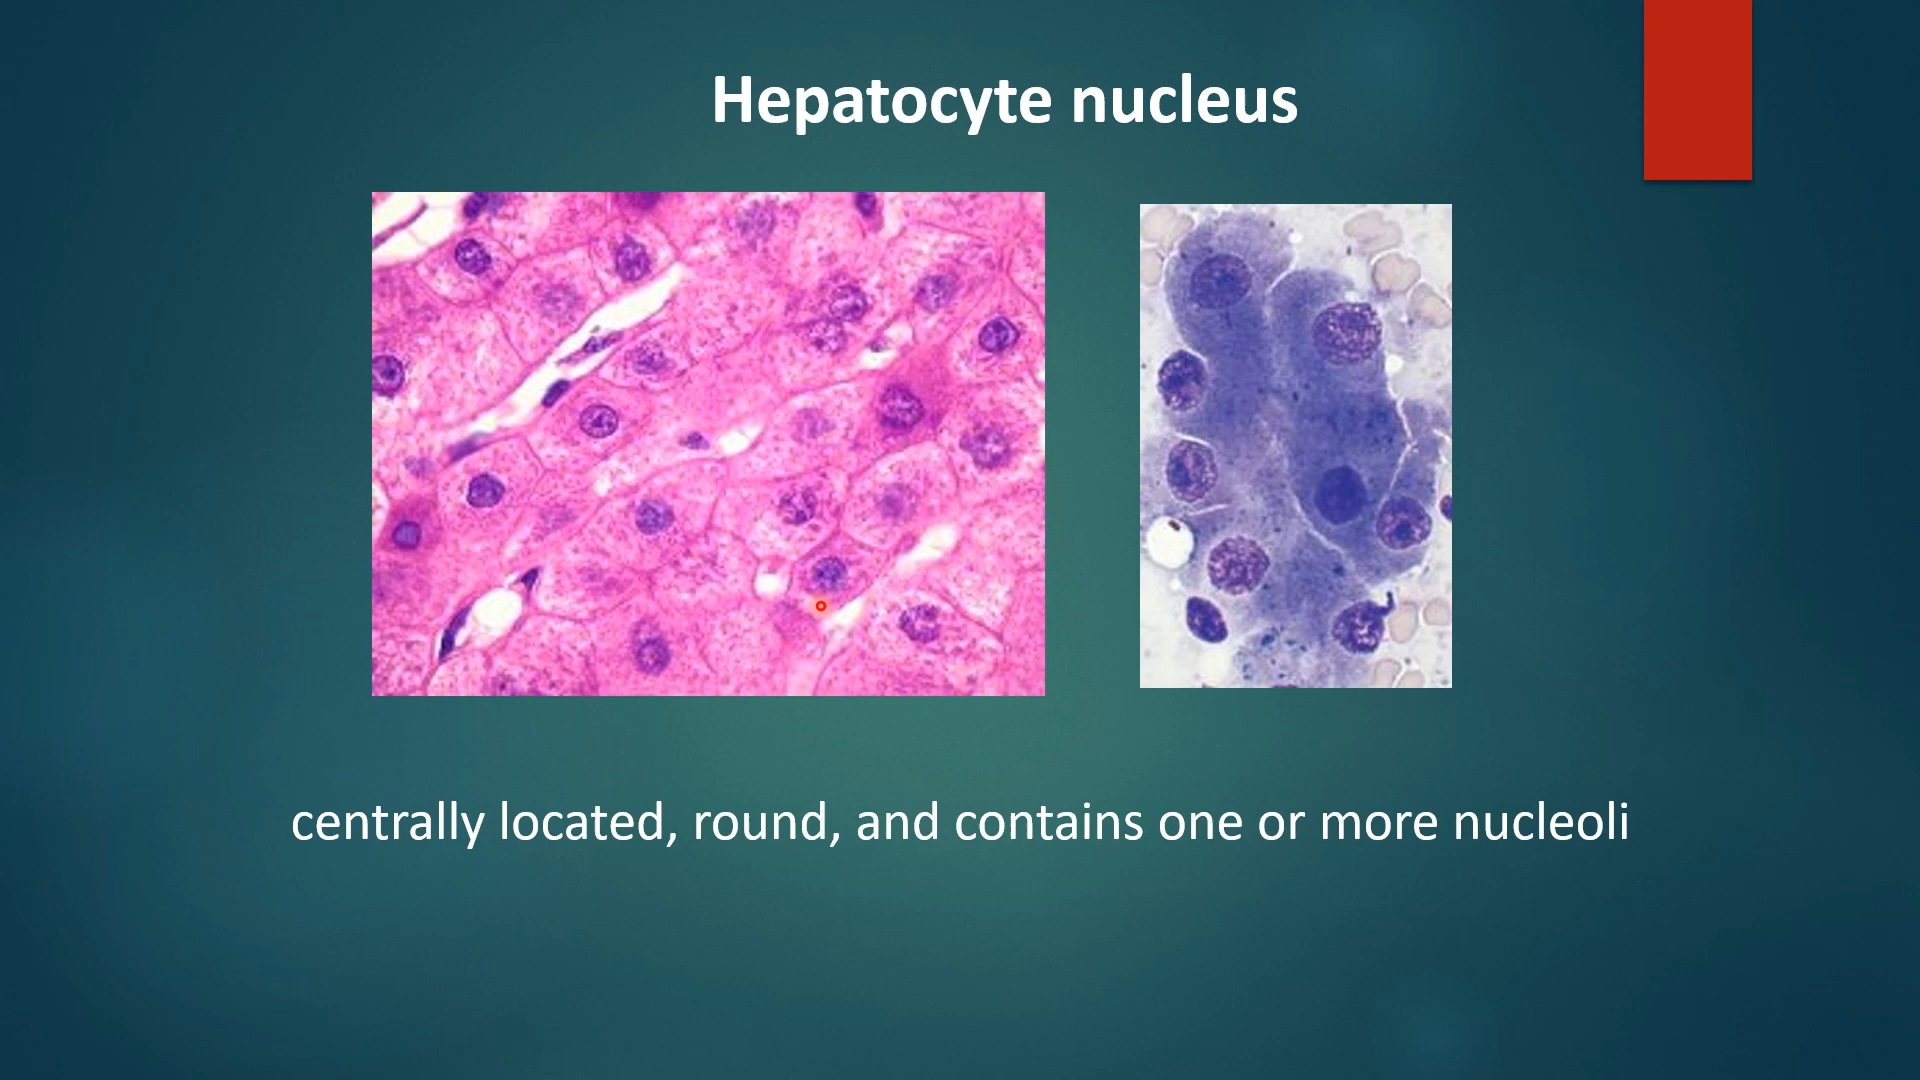 Hepatocyte nucleus
centrally located, round, and contains one or more nucleoli